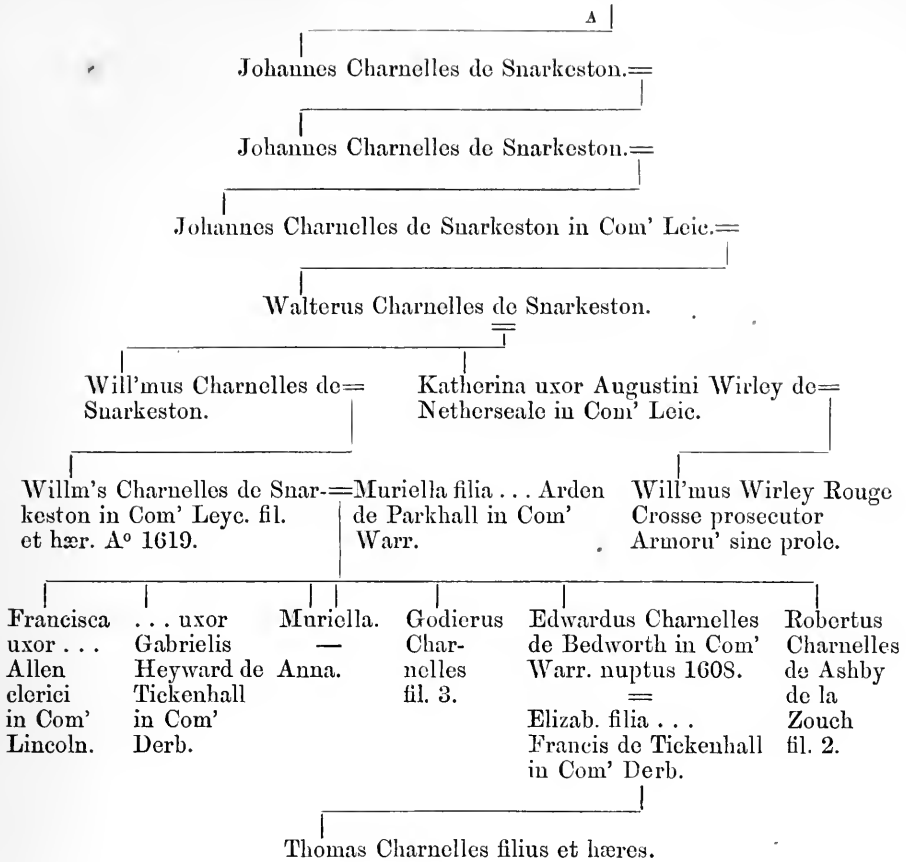 A
Johannes Charnelles de Snarkeston.=
Johannes Charnelles de Snarkeston.=
Johannes Charnelles de Snarkeston in Com' Leic.=
Walterus Charnelles de Snarkeston.
=
Will'mus Charnelles de=
Snarkeston.
Katherina uxor Augustini Wirley de=
Netherseale in Com' Leic.
Willm's Charnelles de Snar-=
keston in Com' Leyc. fil.
et hær. Aº 1619.
Muriella filia ... Arden
de Parkhall in Com'
Warr.
Will'mus Wirley Rouge
Crosse prosecutor
Armoru' sine prole.
Francisca
uxor ...
Allen
clerici
in Com'
Lincoln.
... uxor
Gabrielis
Heyward de
Tickenhall
in Com'
Derb.
Muriella.
—
Anna.
Godierus
Char-
nelles
fil. 3.
Edwardus Charnelles
de Bedworth in Com'
Warr. nuptus 1608.
=
Elizab. filia ...
Francis de Tickenhall
in Com' Derb.
Robertus
Charnelles
de Ashby
de la
Zouch
fil. 2.
Thomas Charnelles filius et hæres.